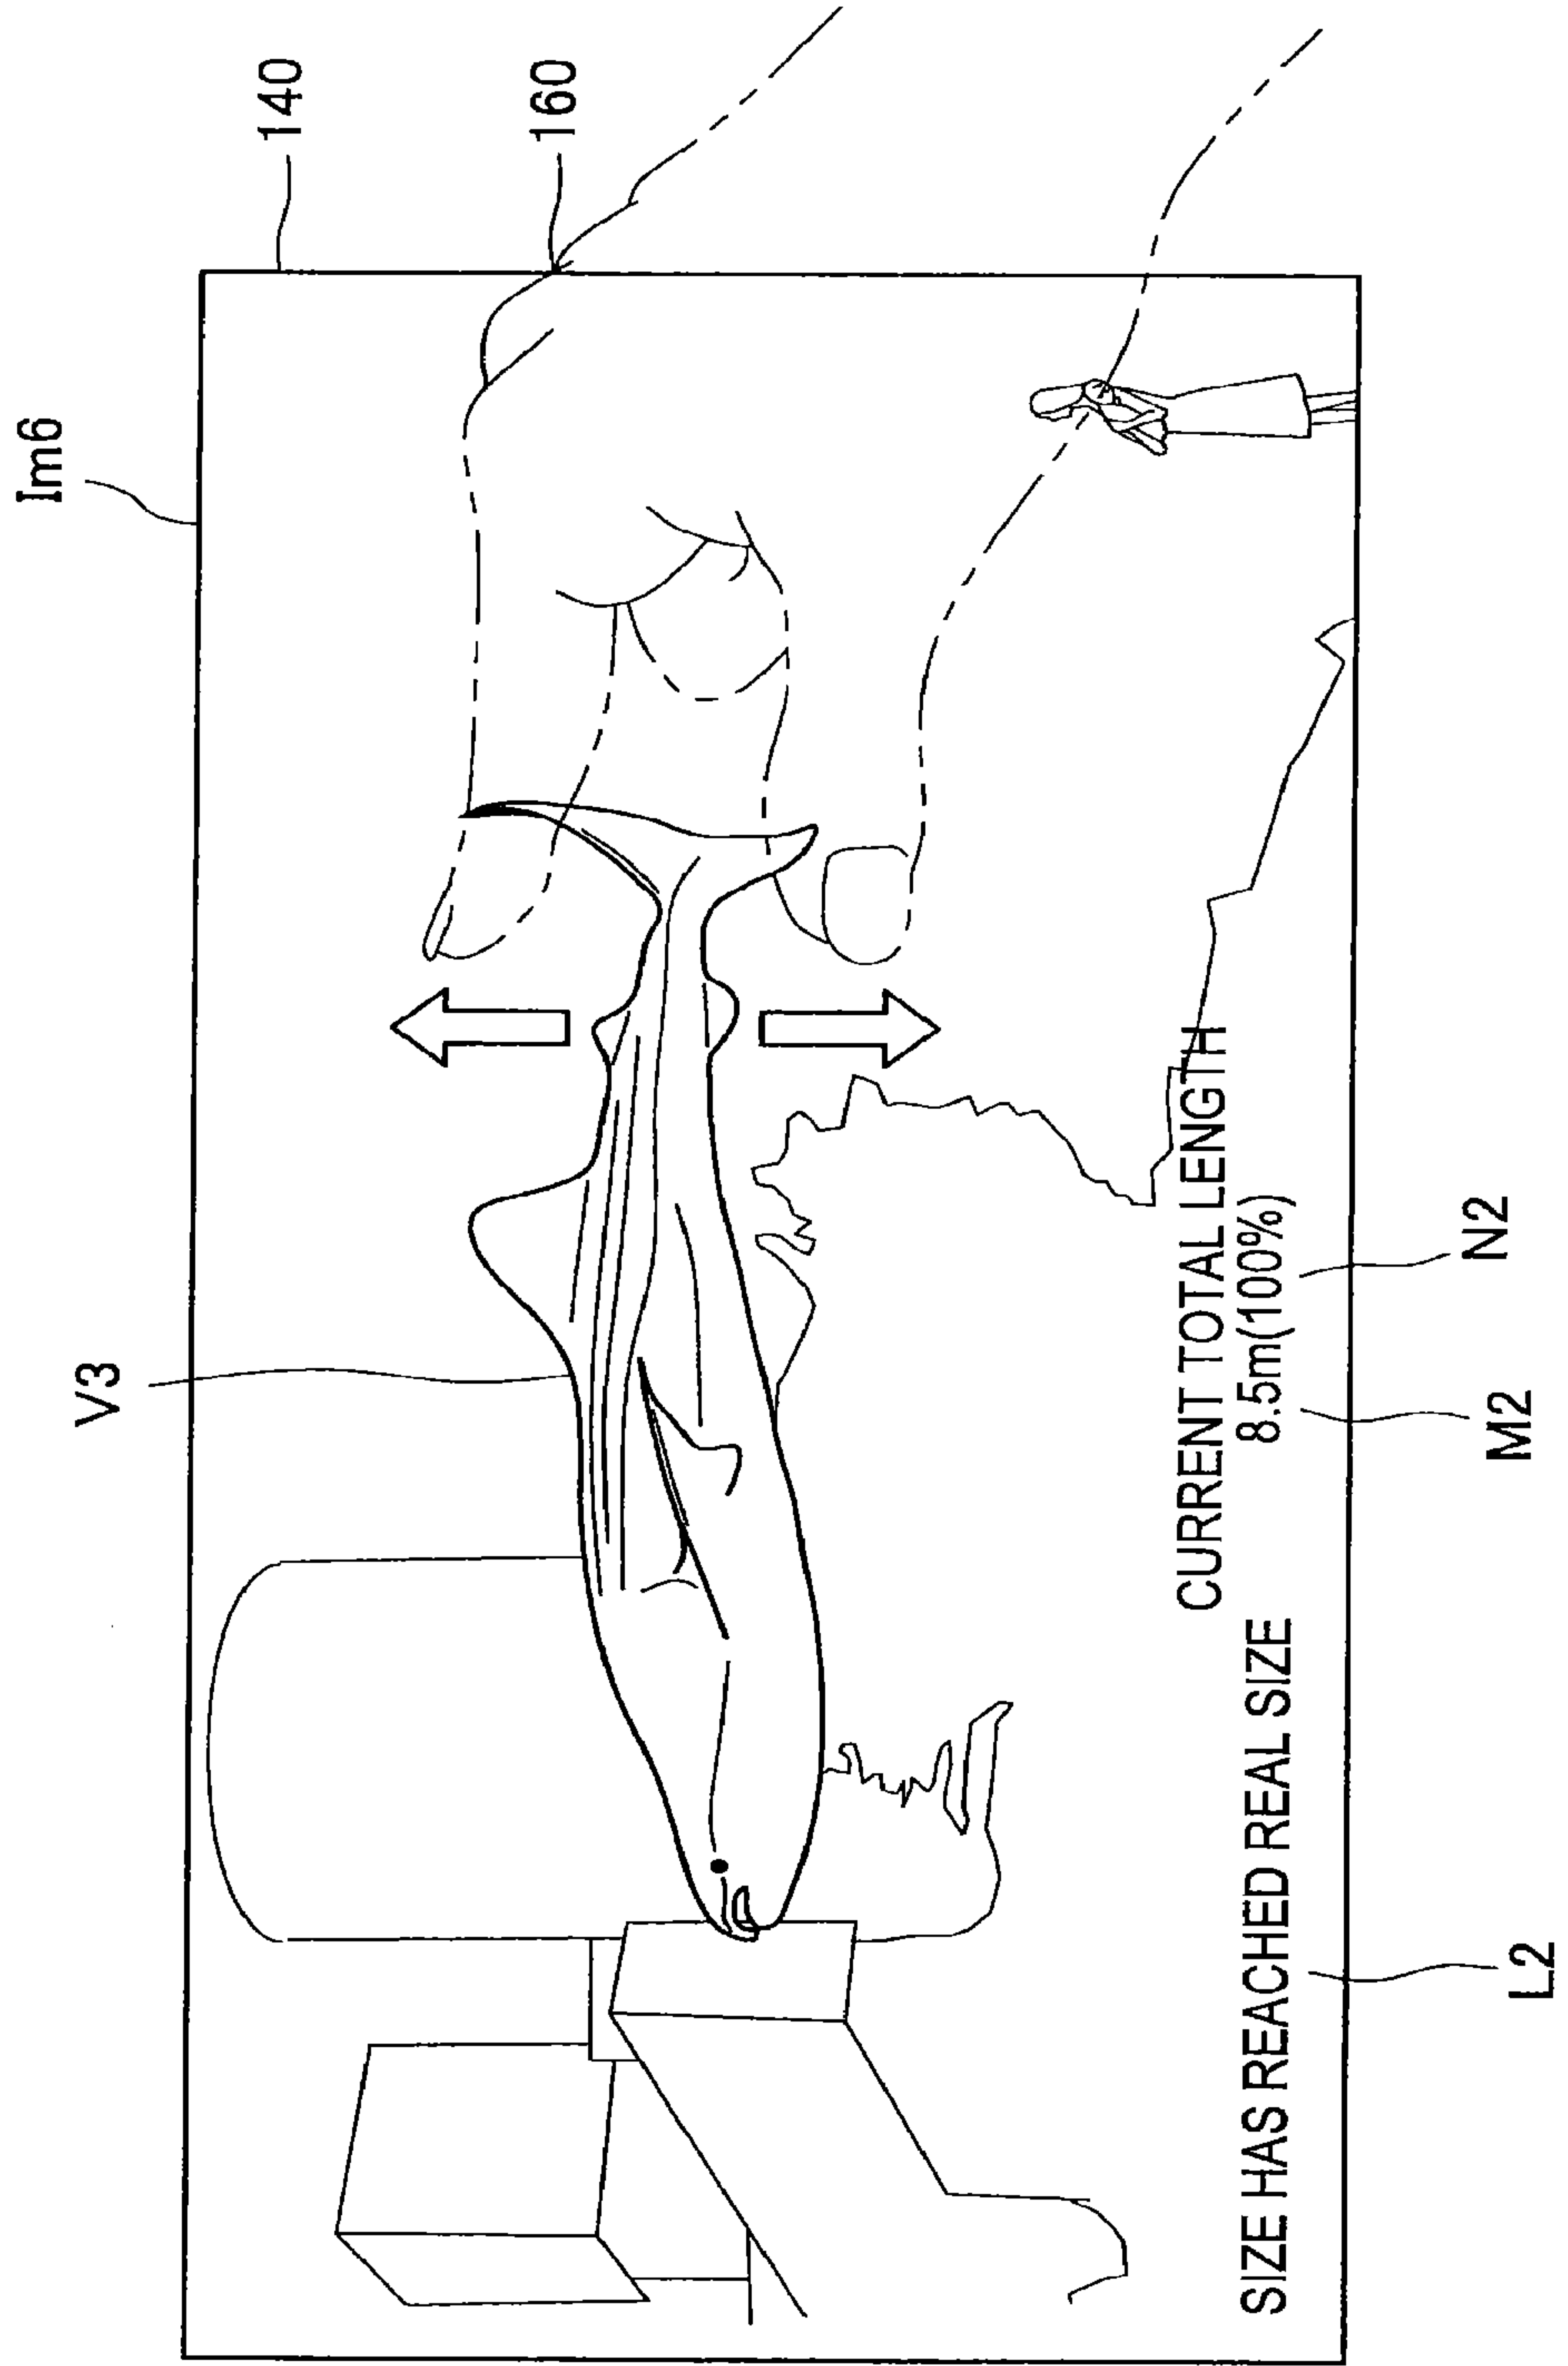 Im6
140
160
V3
CURRENT TOTAL LENGTH
8.5m(100%)
SIZE HAS REACHED REAL SIZE
N2
M2
L2